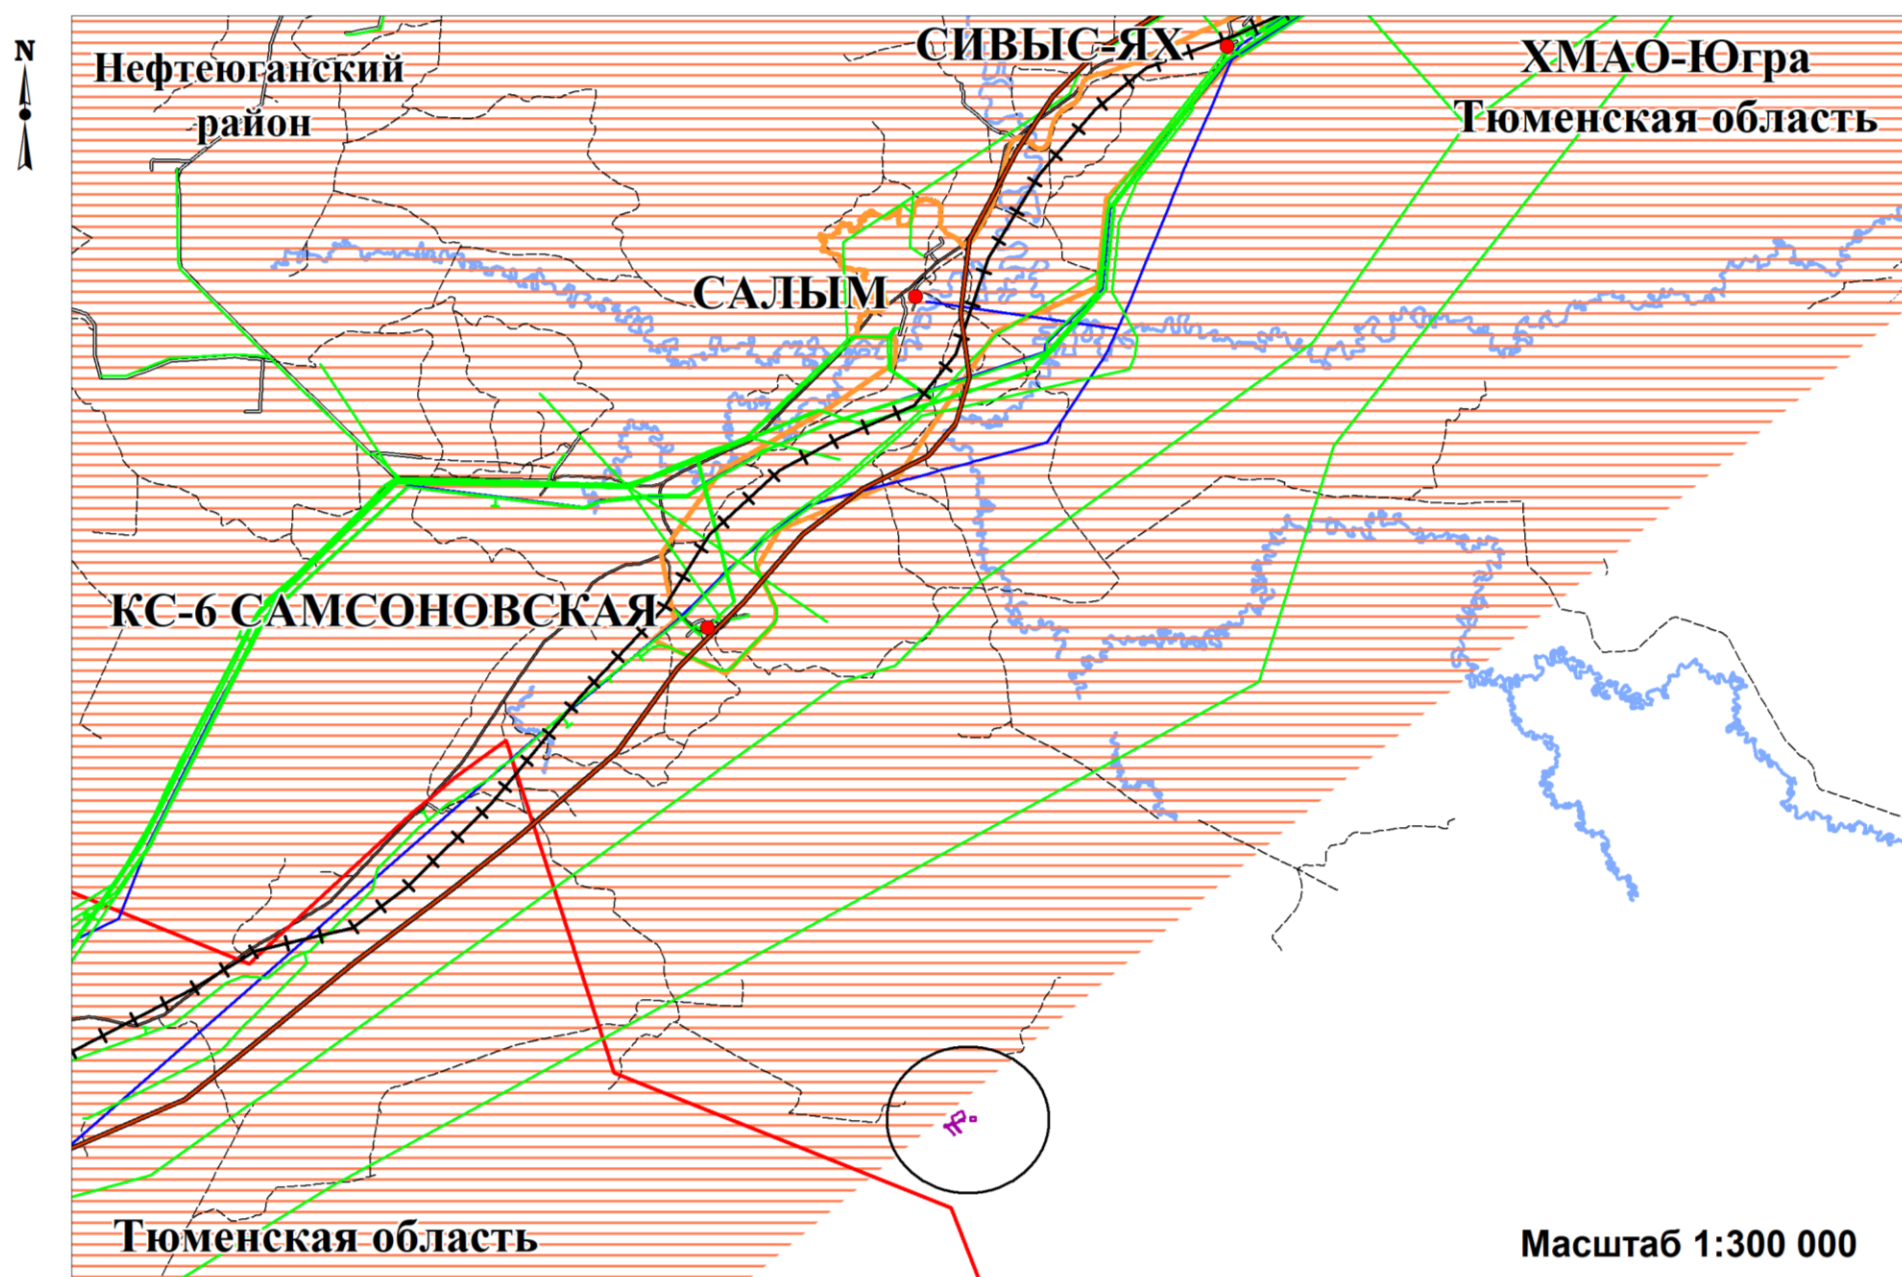 N
Нефтеюганский
район
СИВЫС-ЯХ
ХМАО-Югра
Тюменская область
САЛЫМ
КС-6 САМСОНОВСКАЯ
Тюменская область
Масштаб 1:300 000